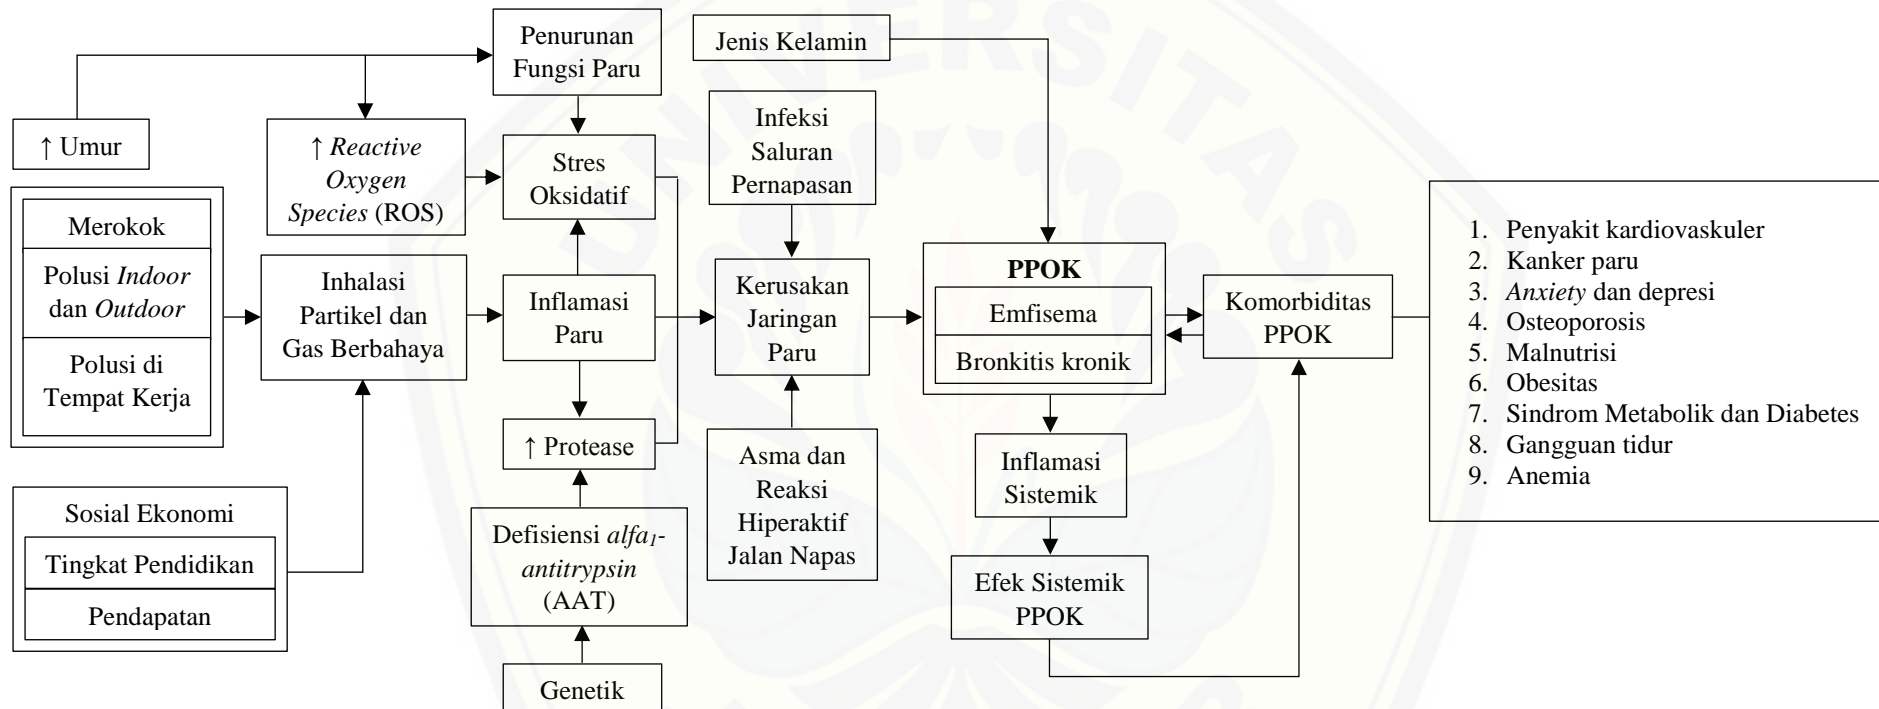 Penurunan
Fungsi Paru
Jenis Kelamin
↑ Umur
↑ Reactive
Oxygen
Species (ROS)
Stres
Oksidatif
Infeksi
Saluran
Pernapasan
Merokok
Polusi Indoor
dan Outdoor
Polusi di
Tempat Kerja
Inhalasi
Partikel dan
Gas Berbahaya
Inflamasi
Paru
Kerusakan
Jaringan
Paru
PPOK
Emfisema
Bronkitis kronik
Komorbiditas
PPOK
1. Penyakit kardiovaskuler
2. Kanker paru
3. Anxiety dan depresi
4. Osteoporosis
5. Malnutrisi
6. Obesitas
7. Sindrom Metabolik dan Diabetes
8. Gangguan tidur
9. Anemia
↑ Protease
Asma dan
Reaksi
Hiperaktif
Jalan Napas
Inflamasi
Sistemik
Sosial Ekonomi
Tingkat Pendidikan
Pendapatan
Defisiensi alfa₁-
antitrypsin
(AAT)
Efek Sistemik
PPOK
Genetik
UNIVERSITAS